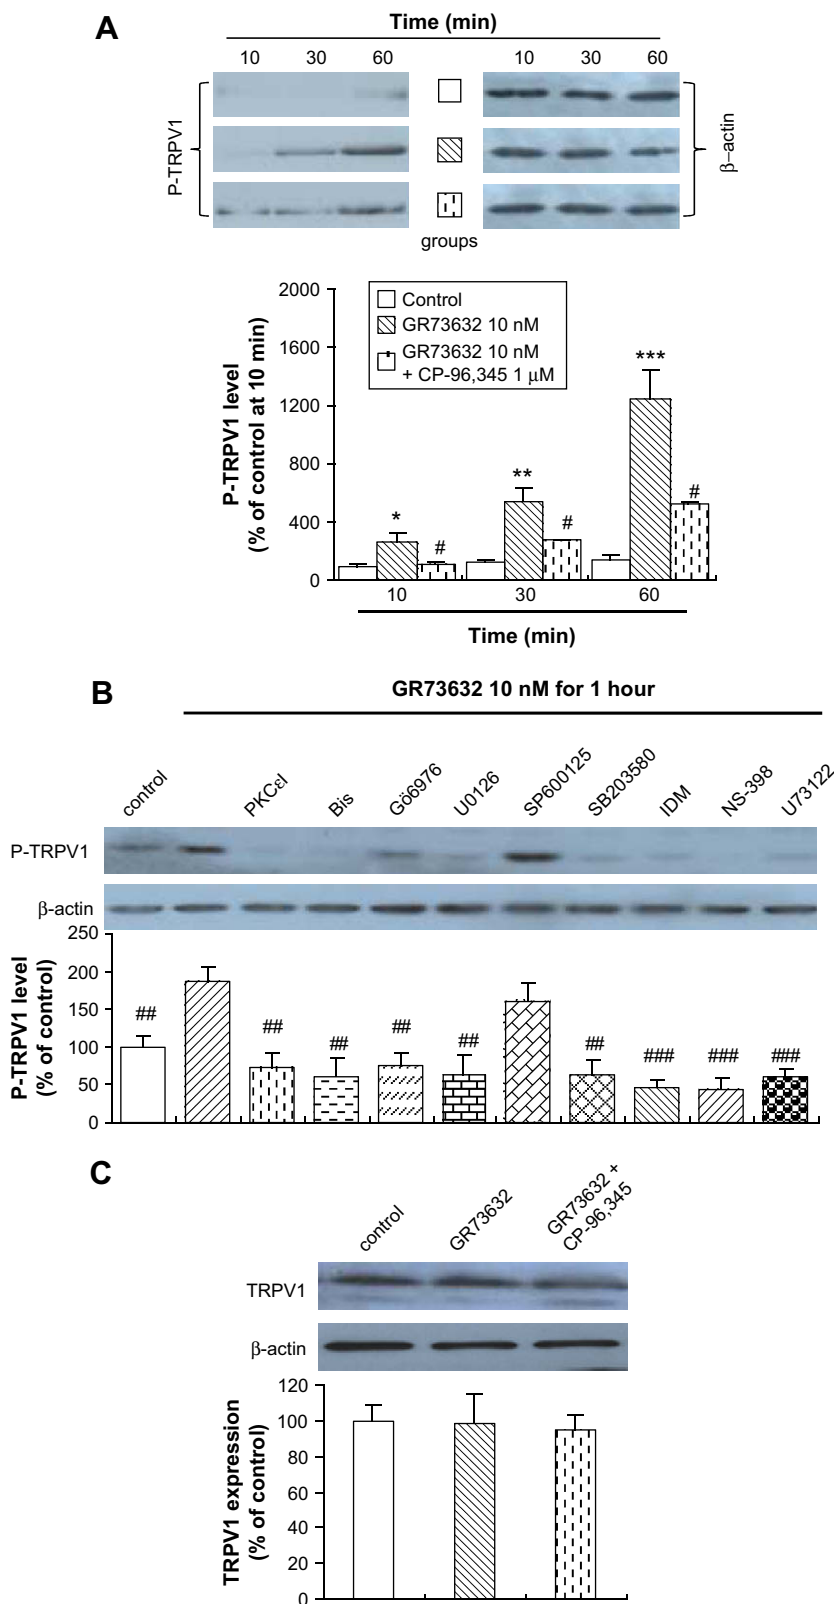 A
Time (min)
10 30 60 10 30 60
P-TRPV1
β–actin
groups
2000
1600
1200
800
400
0
P-TRPV1 level
(% of control at 10 min)
Control
GR73632 10 nM
GR73632 10 nM
+ CP-96,345 1 μM
* # ** # *** #
10 30 60
Time (min)
B
GR73632 10 nM for 1 hour
control PKCεI Bis Gö6976 U0126 SP600125 SB203580 IDM NS-398 U73122
P-TRPV1
β-actin
250
200
150
100
50
0
P-TRPV1 level
(% of control)
## ## ## ## ## ## ### ### ###
C
control GR73632 GR73632 +
CP-96,345
TRPV1
β-actin
120
100
80
60
40
20
0
TRPV1 expression
(% of control)